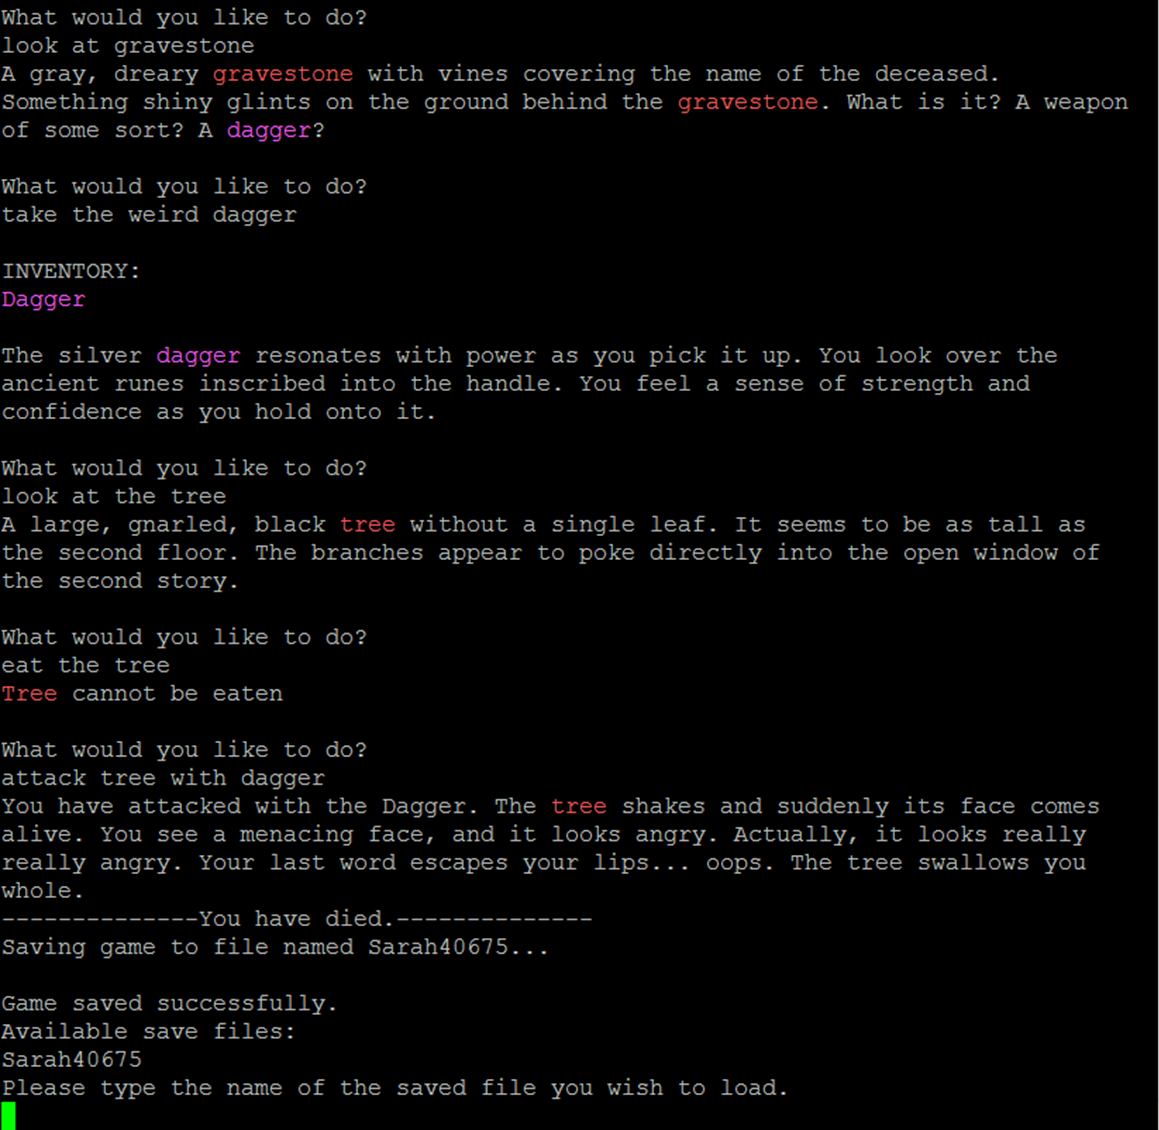 What would you like to do?
look at gravestone
A gray, dreary gravestone with vines covering the name of the deceased.
Something shiny glints on the ground behind the gravestone. What is it? A weapon
of some sort? A dagger?
What would you like to do?
take the weird dagger
INVENTORY:
Dagger
The silver dagger resonates with power as you pick it up. You look over the
ancient runes inscribed into the handle. You feel a sense of strength and
confidence as you hold onto it.
What would you like to do?
look at the tree
A large, gnarled, black tree without a single leaf. It seems to be as tall as
the second floor. The branches appear to poke directly into the open window of
the second story.
What would you like to do?
eat the tree
Tree cannot be eaten
What would you like to do?
attack tree with dagger
You have attacked with the Dagger. The tree shakes and suddenly its face comes
alive. You see a menacing face, and it looks angry. Actually, it looks really
really angry. Your last word escapes your lips... oops. The tree swallows you
whole.
--------------You have died.--------------
Saving game to file named Sarah40675...
Game saved successfully.
Available save files:
Sarah40675
Please type the name of the saved file you wish to load.